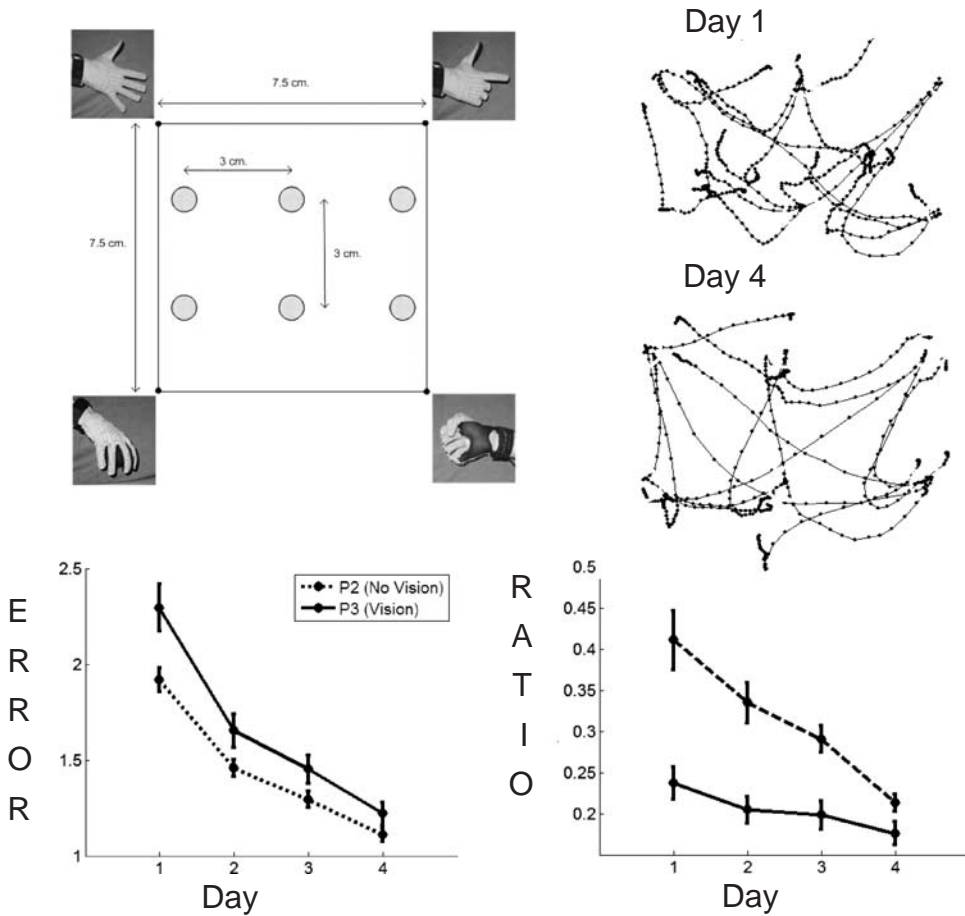 7.5 cm.
3 cm.
7.5 cm.
3 cm.
Day 1
Day 4
ERROR
2.5
2
1.5
1
P2 (No Vision)
P3 (Vision)
1 2 3 4
Day
RATIO
0.5
0.45
0.4
0.35
0.3
0.25
0.2
1 2 3 4
Day